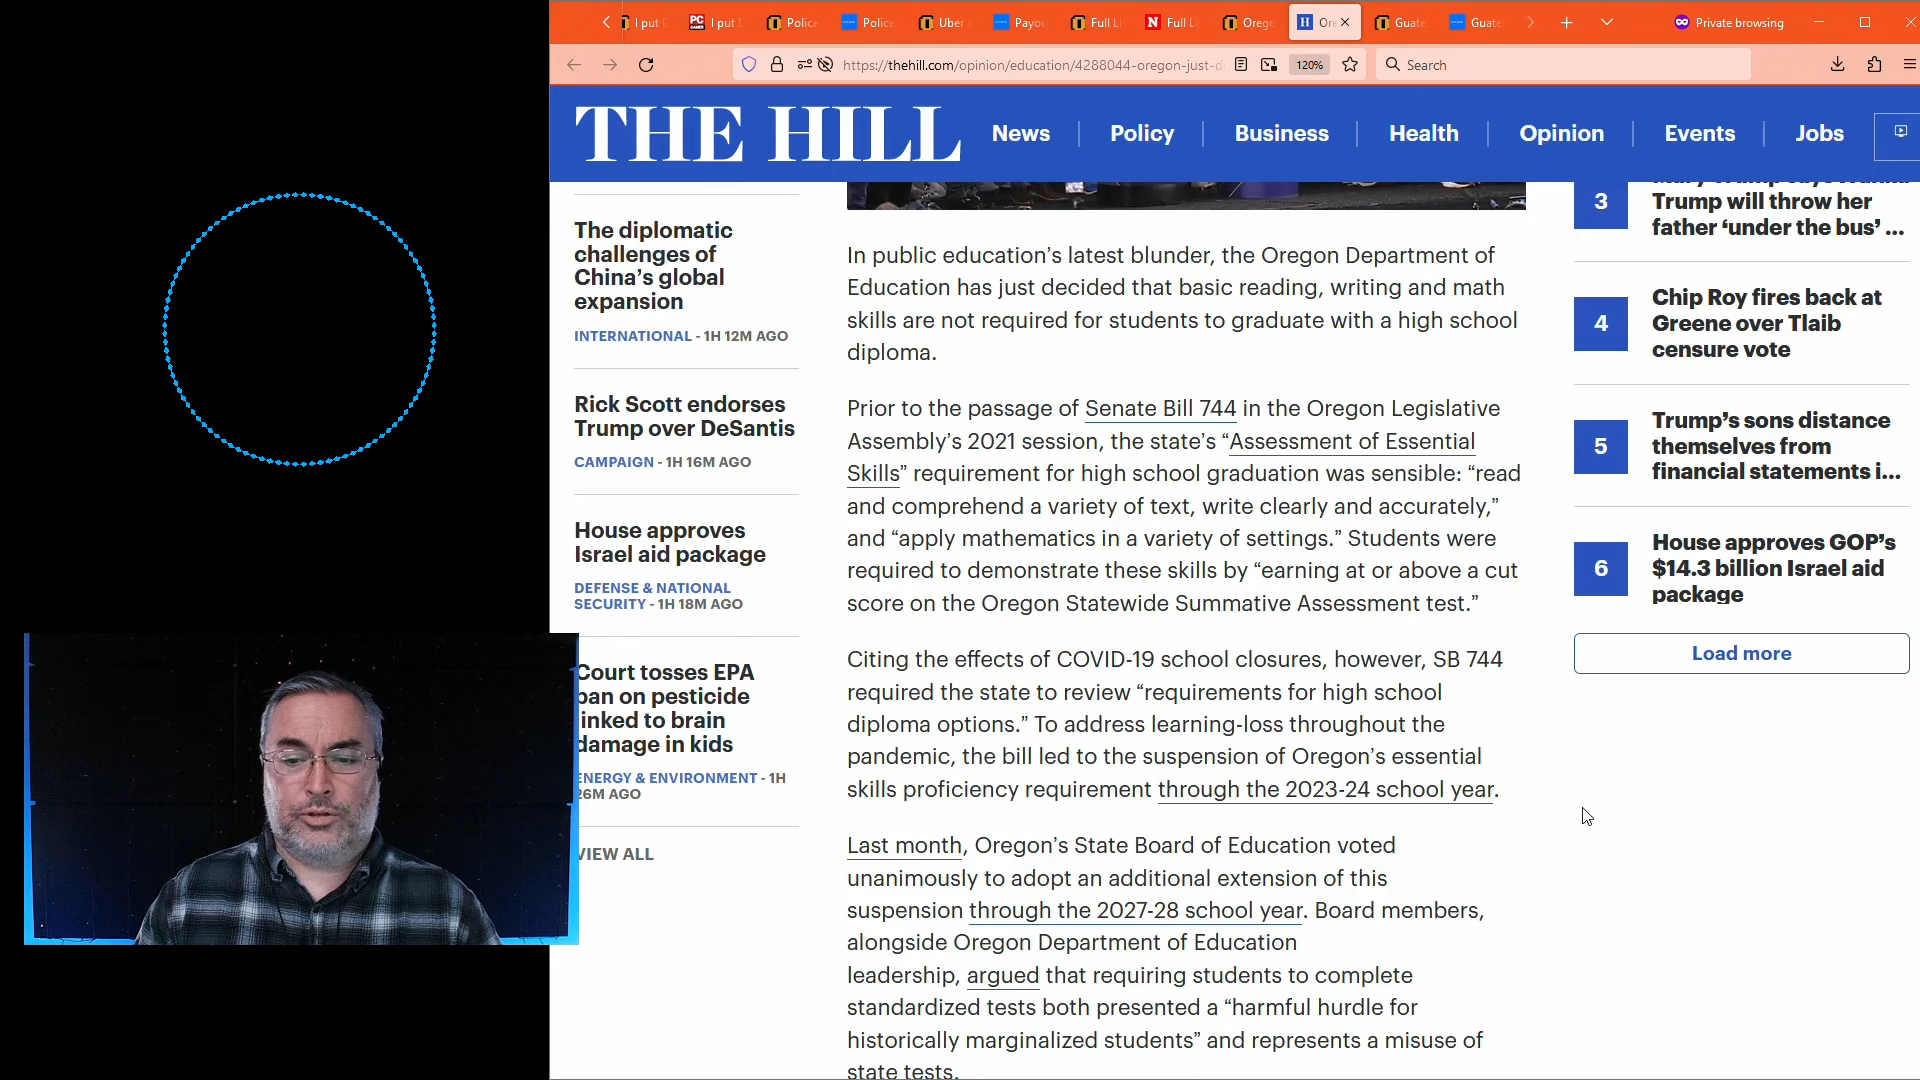 I put
I put
Police
Police
Uber
Payou
Full Li
Full Li
Orego
Ore
Guate
Guate
Private browsing
https://thehill.com/opinion/education/4288044-oregon-just-d
120%
Search
THE HILL
News
Policy
Business
Health
Opinion
Events
Jobs
The diplomatic
challenges of
China’s global
expansion
INTERNATIONAL - 1H 12M AGO
Rick Scott endorses
Trump over DeSantis
CAMPAIGN - 1H 16M AGO
House approves
Israel aid package
DEFENSE & NATIONAL
SECURITY - 1H 18M AGO
Court tosses EPA
ban on pesticide
linked to brain
damage in kids
ENERGY & ENVIRONMENT - 1H
26M AGO
VIEW ALL
In public education’s latest blunder, the Oregon Department of
Education has just decided that basic reading, writing and math
skills are not required for students to graduate with a high school
diploma.
Prior to the passage of Senate Bill 744 in the Oregon Legislative
Assembly’s 2021 session, the state’s “Assessment of Essential
Skills” requirement for high school graduation was sensible: “read
and comprehend a variety of text, write clearly and accurately,”
and “apply mathematics in a variety of settings.” Students were
required to demonstrate these skills by “earning at or above a cut
score on the Oregon Statewide Summative Assessment test.”
Citing the effects of COVID-19 school closures, however, SB 744
required the state to review “requirements for high school
diploma options.” To address learning-loss throughout the
pandemic, the bill led to the suspension of Oregon’s essential
skills proficiency requirement through the 2023-24 school year.
Last month, Oregon’s State Board of Education voted
unanimously to adopt an additional extension of this
suspension through the 2027-28 school year. Board members,
alongside Oregon Department of Education
leadership, argued that requiring students to complete
standardized tests both presented a “harmful hurdle for
historically marginalized students” and represents a misuse of
state tests.
3
Trump will throw her
father ‘under the bus’ ...
4
Chip Roy fires back at
Greene over Tlaib
censure vote
5
Trump’s sons distance
themselves from
financial statements i...
6
House approves GOP’s
$14.3 billion Israel aid
package
Load more